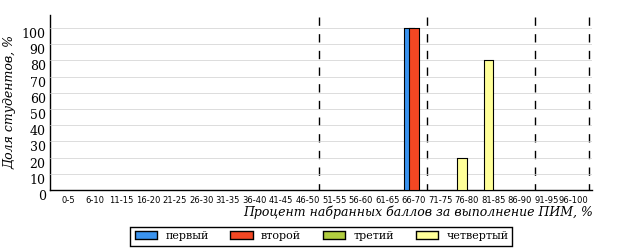 Доля студентов, %
100
90
80
70
60
50
40
30
20
10
0
0-5 6-10 11-15 16-20 21-25 26-30 31-35 36-40 41-45 46-50 51-55 56-60 61-65 66-70 71-75 76-80 81-85 86-90 91-95 96-100
Процент набранных баллов за выполнение ПИМ, %
первый второй третий четвертый